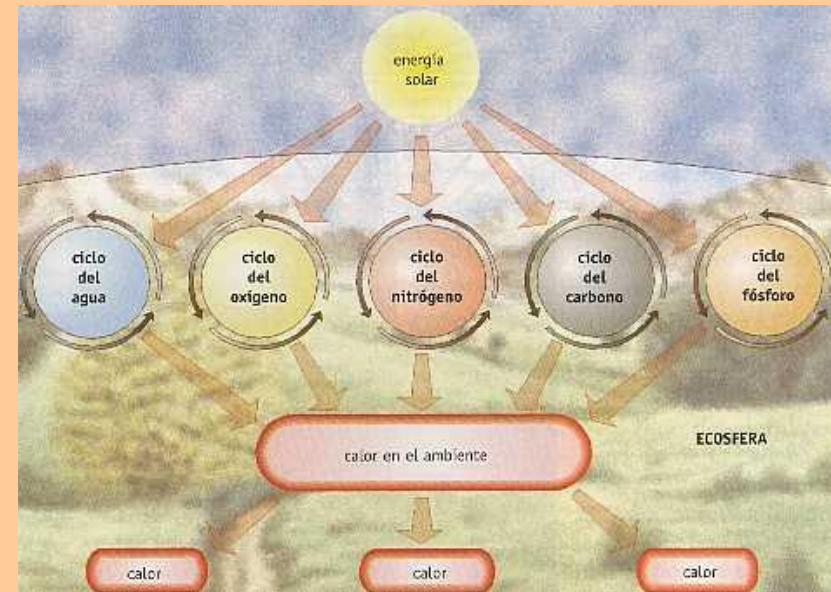 energía
solar
ciclo
del
agua
ciclo
del
oxígeno
ciclo
del
nitrógeno
ciclo
del
carbono
ciclo
del
fósforo
calor en el ambiente
ECOSFERA
calor
calor
calor